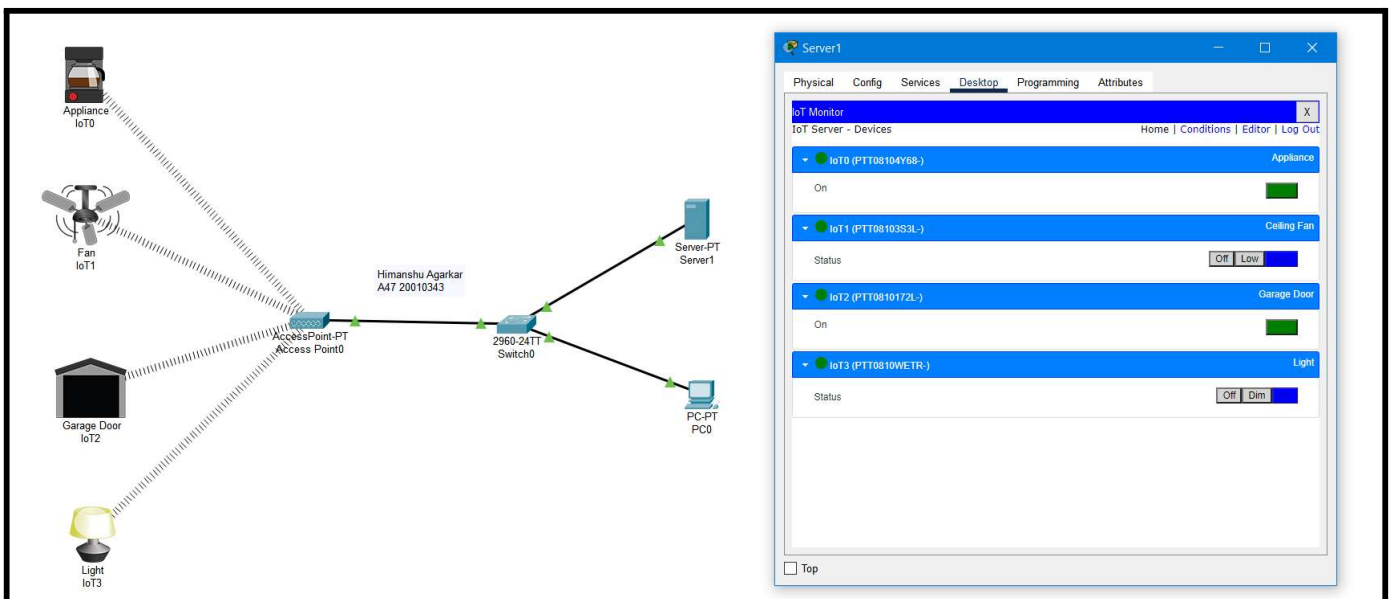 Appliance
IoT0
Fan
IoT1
Garage Door
IoT2
Light
IoT3
Himanshu Agarkar
A47 20010343
AccessPoint-PT
Access Point0
2960-24TT
Switch0
Server-PT
Server1
PC-PT
PC0
Server1
Physical Config Services Desktop Programming Attributes
IoT Monitor X
IoT Server - Devices Home | Conditions | Editor | Log Out
IoT0 (PTT08104Y68-) Appliance
On
IoT1 (PTT08103S3L-) Ceiling Fan
Status Off Low
IoT2 (PTT0810172L-) Garage Door
On
IoT3 (PTT0810WETR-) Light
Status Off Dim
Top